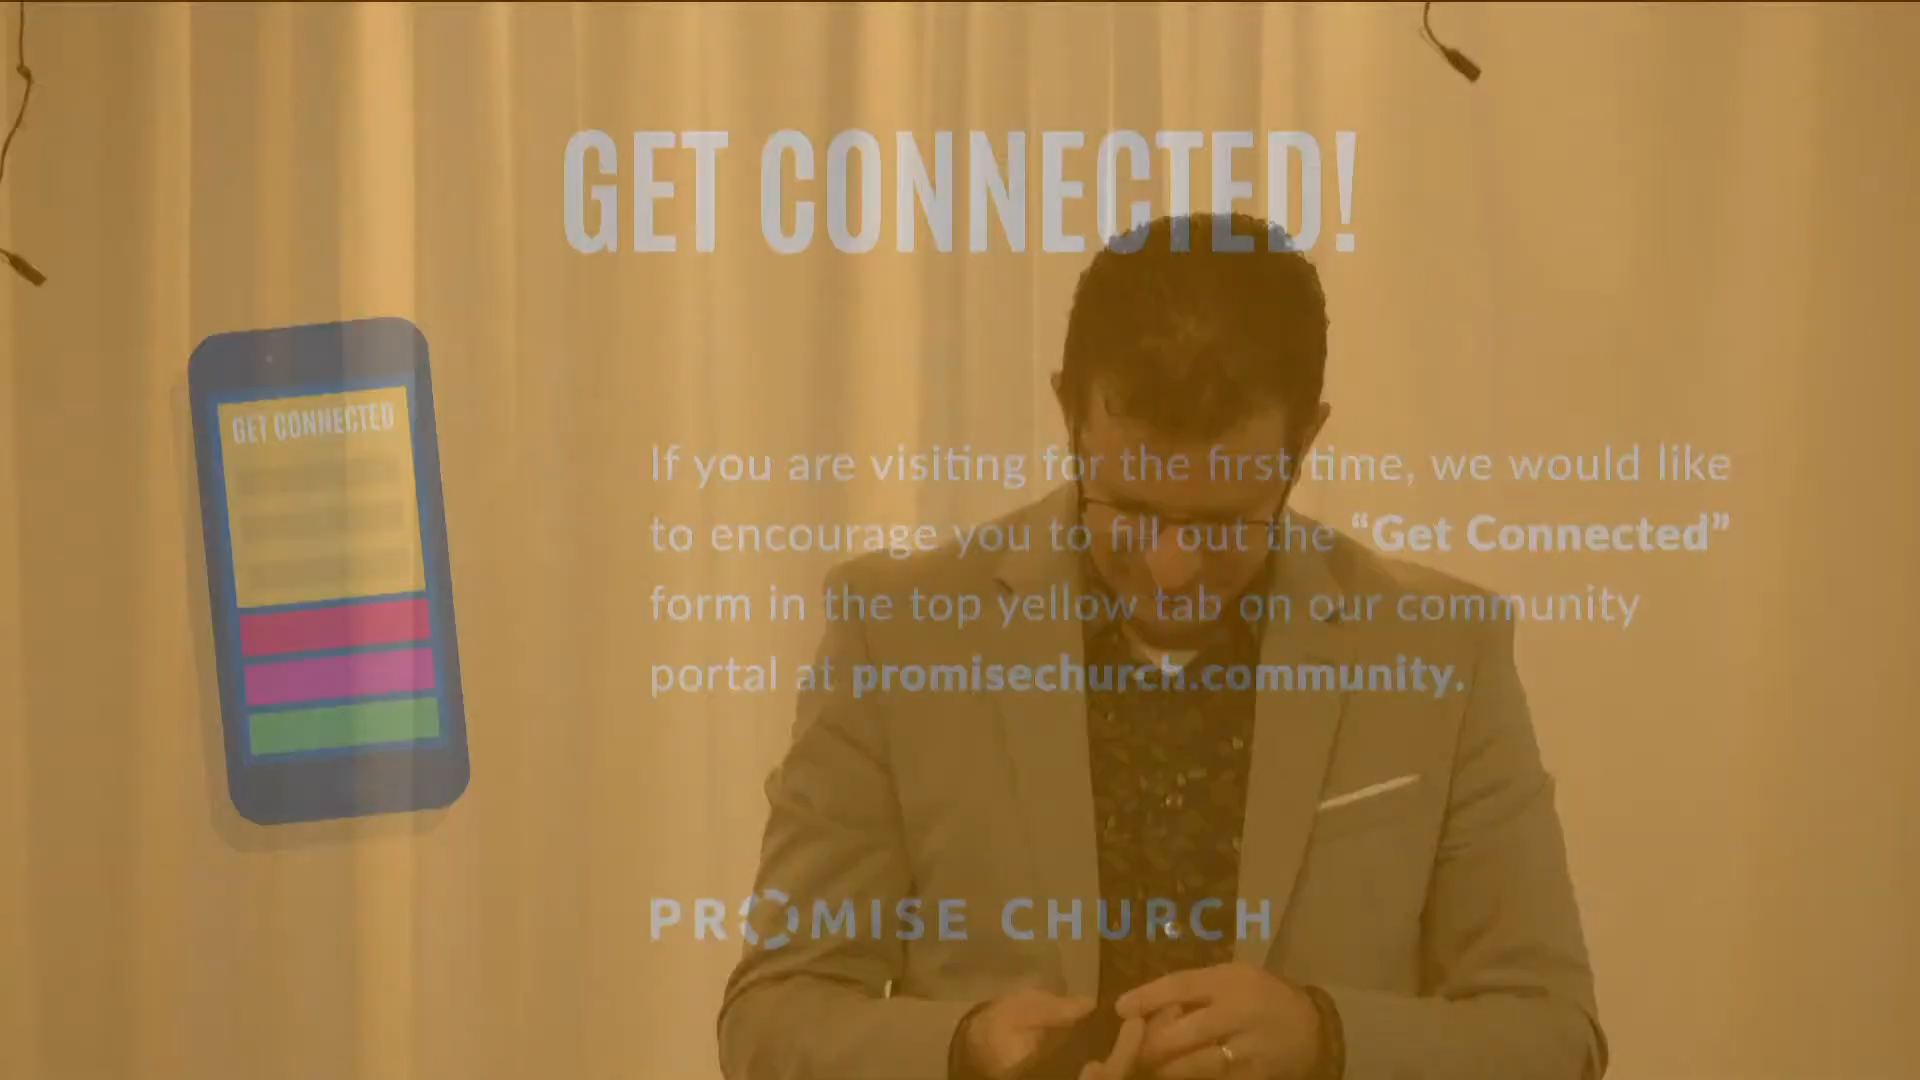 GET CONNECTED!
GET CONNECTED
If you are visiting for the first time, we would like
to encourage you to fill out the “Get Connected”
form in the top yellow tab on our community
portal at promisechurch.community.
PROMISE CHURCH